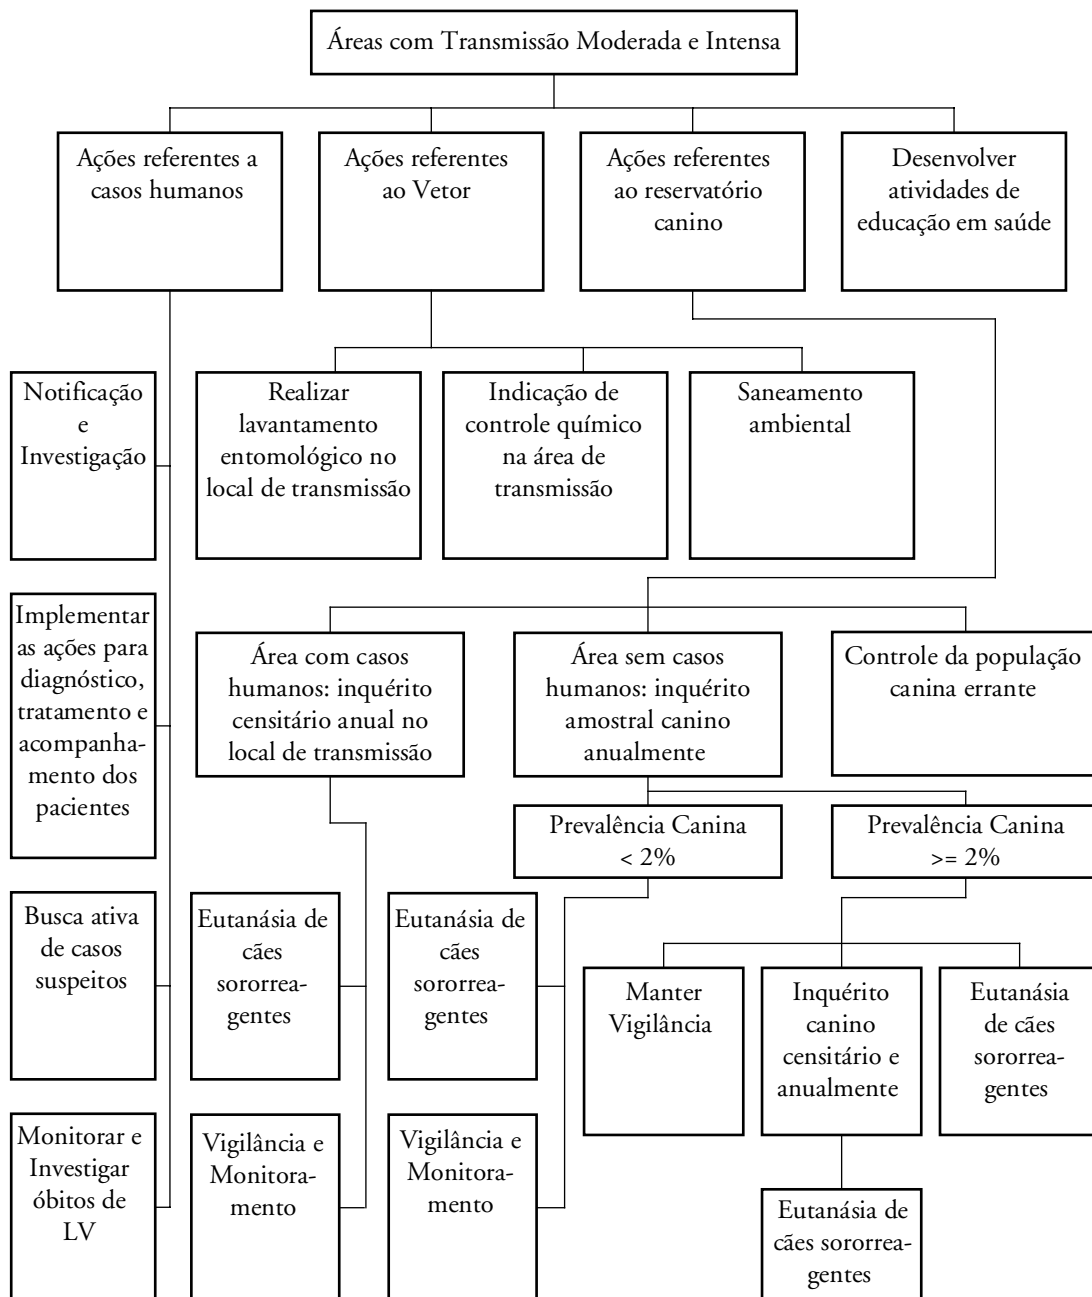 Áreas com Transmissão Moderada e Intensa
Ações referentes a
casos humanos
Ações referentes
ao Vetor
Ações referentes
ao reservatório
canino
Desenvolver
atividades de
educação em saúde
Notificação
e
Investigação
Realizar
lavantamento
entomológico no
local de transmissão
Indicação de
controle químico
na área de
transmissão
Saneamento
ambiental
Implementar
as ações para
diagnóstico,
tratamento e
acompanha-
mento dos
pacientes
Área com casos
humanos: inquérito
censitário anual no
local de transmissão
Área sem casos
humanos: inquérito
amostral canino
anualmente
Controle da população
canina errante
Prevalência Canina
< 2%
Prevalência Canina
>= 2%
Busca ativa
de casos
suspeitos
Eutanásia de
cães
sororrea-
gentes
Eutanásia de
cães
sororrea-
gentes
Manter
Vigilância
Inquérito
canino
censitário e
anualmente
Eutanásia
de cães
sororrea-
gentes
Monitorar e
Investigar
óbitos de
LV
Vigilância e
Monitora-
mento
Vigilância e
Monitora-
mento
Eutanásia de
cães sororrea-
gentes